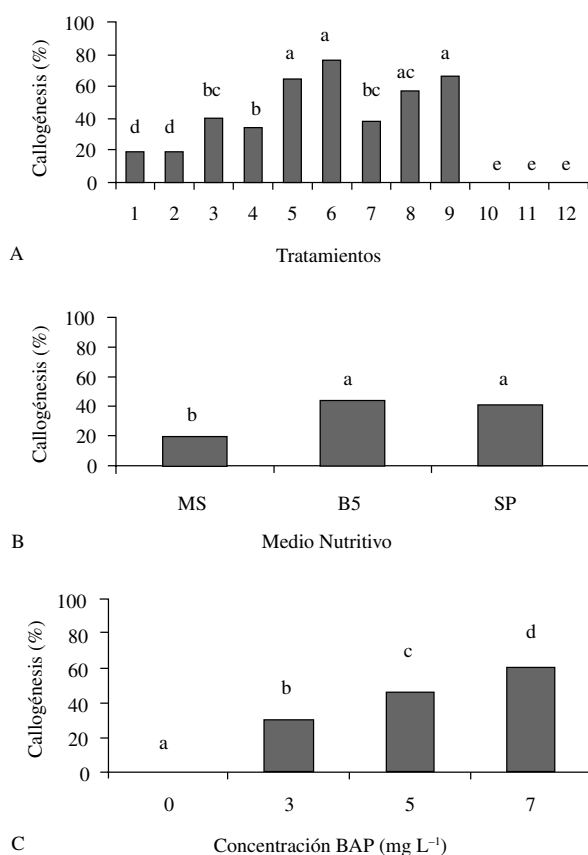 100
80
60
40
20
0
Callogénesis (%)
d d bc b a a bc ac a e e e
1 2 3 4 5 6 7 8 9 10 11 12
A Tratamientos
100
80
60
40
20
0
Callogénesis (%)
b a a
MS B5 SP
B Medio Nutritivo
100
80
60
40
20
0
Callogénesis (%)
a b c d
0 3 5 7
C Concentración BAP (mg L⁻¹)